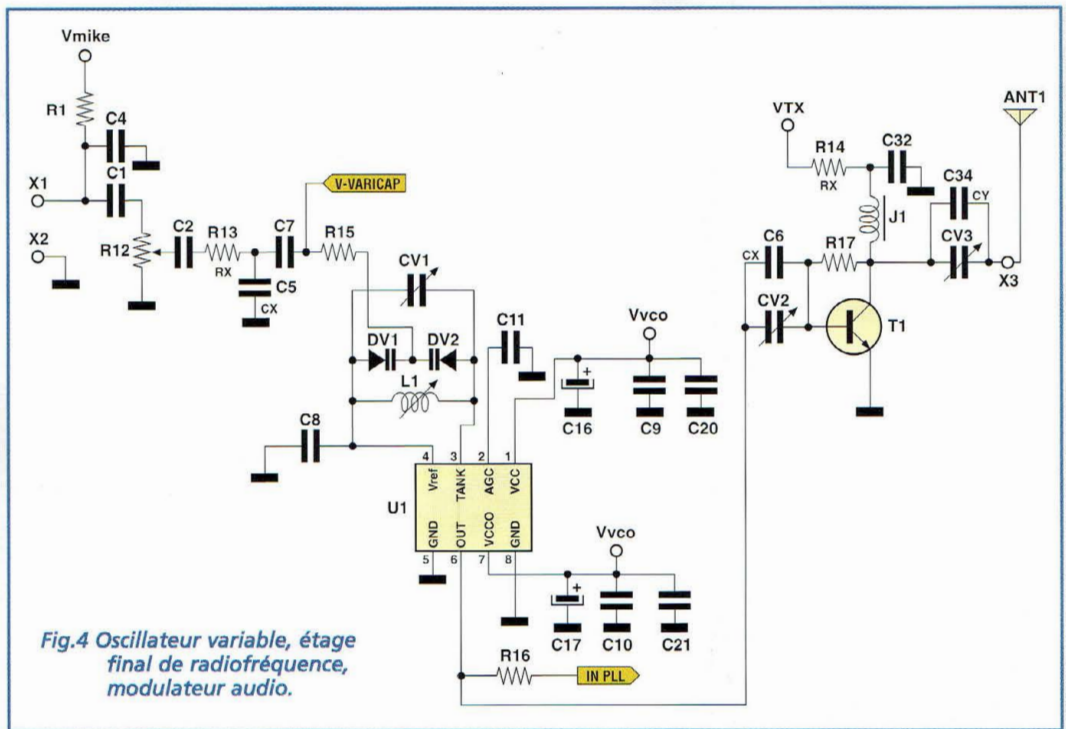 Vmike
R1
C4
C1
X1
X2
R12
C2
R13
RX
C5
CX
C7
V-VARICAP
R15
CV1
DV1
DV2
L1
C8
C11
Vvco
+
C16
C9
C20
4
3
2
1
Vref
TANK
AGC
VCC
U1
GND
OUT
VCCO
GND
5
6
7
8
Vvco
+
C17
C10
C21
R16
IN PLL
VTX
R14
RX
C32
J1
C34
CY
CV3
ANT1
X3
C6
CX
CV2
R17
T1
Fig.4 Oscillateur variable, étage
final de radiofréquence,
modulateur audio.